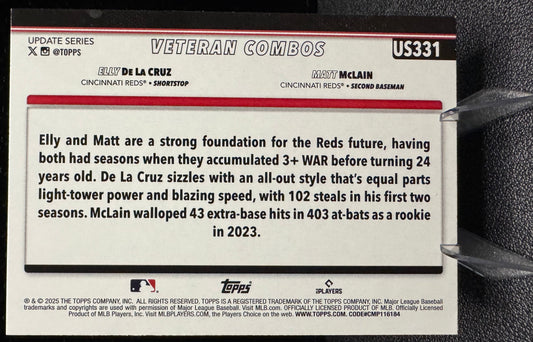 UPDATE SERIES
@TOPPS
VETERAN COMBOS
US331
ELLY DE LA CRUZ
CINCINNATI REDS® • SHORTSTOP
MATT McLAIN
CINCINNATI REDS® • SECOND BASEMAN
Elly and Matt are a strong foundation for the Reds future, having
both had seasons when they accumulated 3+ WAR before turning 24
years old. De La Cruz sizzles with an all-out style that's equal parts
light-tower power and blazing speed, with 102 steals in his first two
seasons. McLain walloped 43 extra-base hits in 403 at-bats as a rookie
in 2023.
Topps
PLAYERS
® & © 2025 THE TOPPS COMPANY, INC. ALL RIGHTS RESERVED. TOPPS IS A REGISTERED TRADEMARK OF THE TOPPS COMPANY, INC. Major League Baseball
trademarks and copyrights are used with permission of Major League Baseball. Visit MLB.com. OFFICIALLY LICENSED PRODUCT OF MLB Players, Inc. Officially Licensed
Product of MLB Players, Inc. Visit MLBPLAYERS.COM, the Players Choice on the web. WWW.TOPPS.COM. CODE#CMP116184